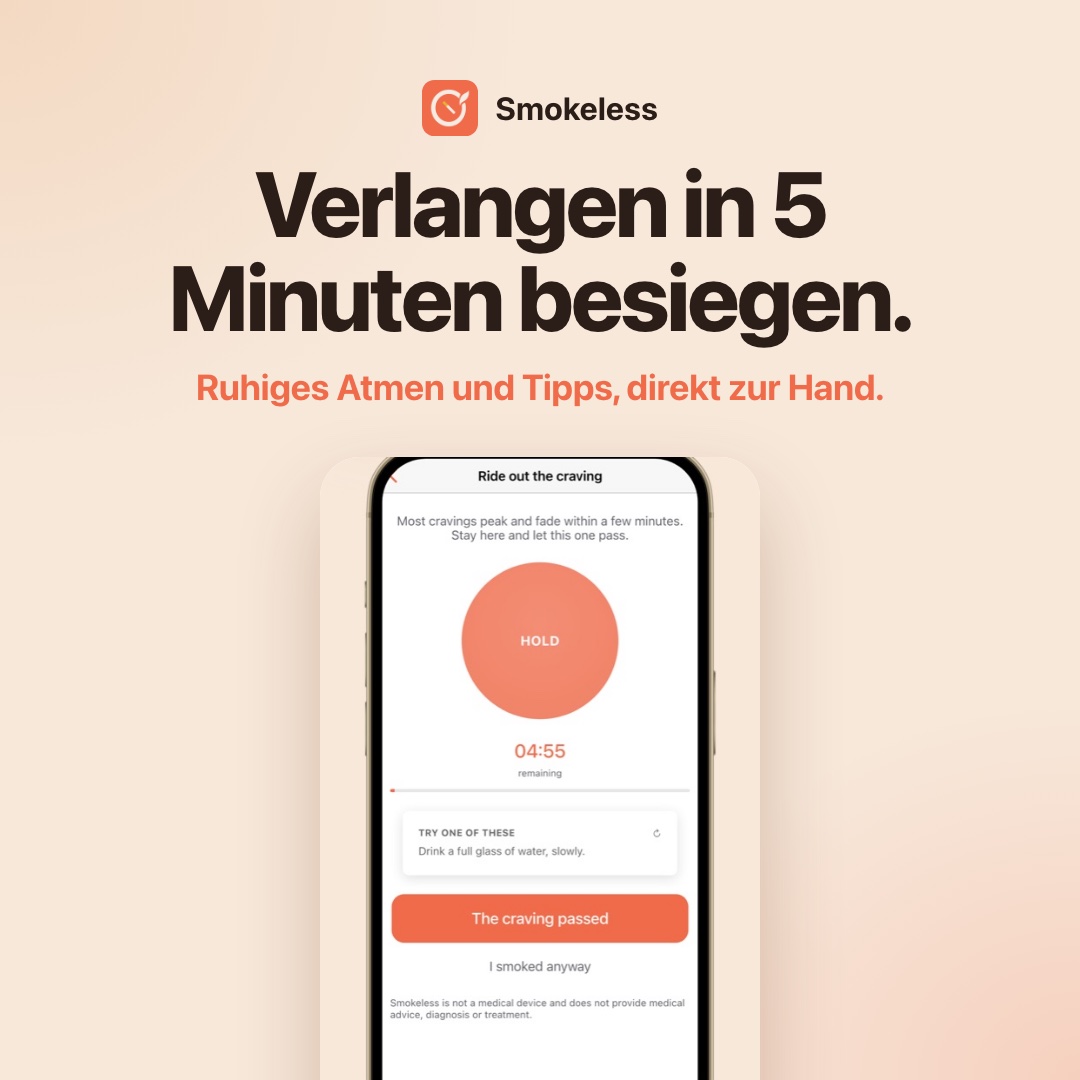 Smokeless
Verlangen in 5
Minuten besiegen.
Ruhiges Atmen und Tipps, direkt zur Hand.
Ride out the craving
Most cravings peak and fade within a few minutes.
Stay here and let this one pass.
HOLD
04:55
remaining
TRY ONE OF THESE
Drink a full glass of water, slowly.
The craving passed
I smoked anyway
Smokeless is not a medical device and does not provide medical
advice, diagnosis or treatment.